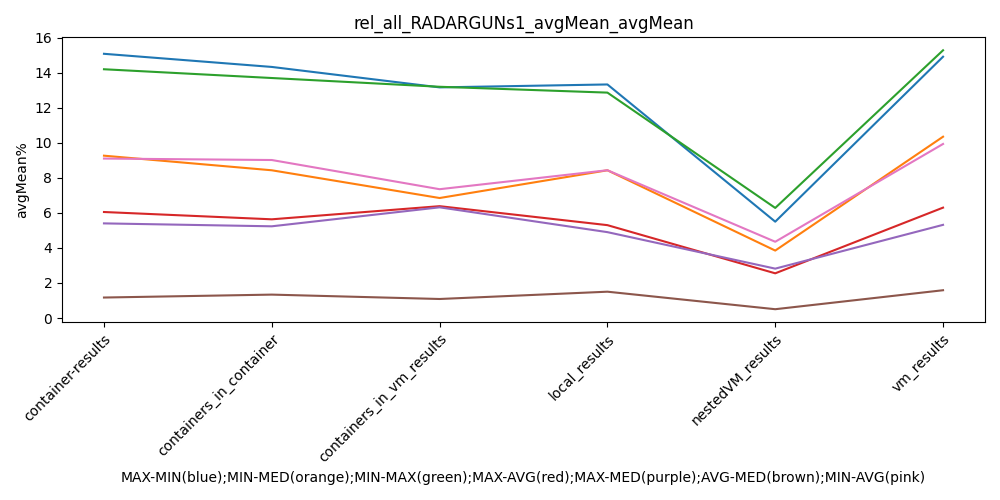 rel_all_RADARGUNs1_avgMean_avgMean
avgMean%
16
14
12
10
8
6
4
2
0
container-results
containers_in_container
containers_in_vm_results
local_results
nestedVM_results
vm_results
MAX-MIN(blue);MIN-MED(orange);MIN-MAX(green);MAX-AVG(red);MAX-MED(purple);AVG-MED(brown);MIN-AVG(pink)